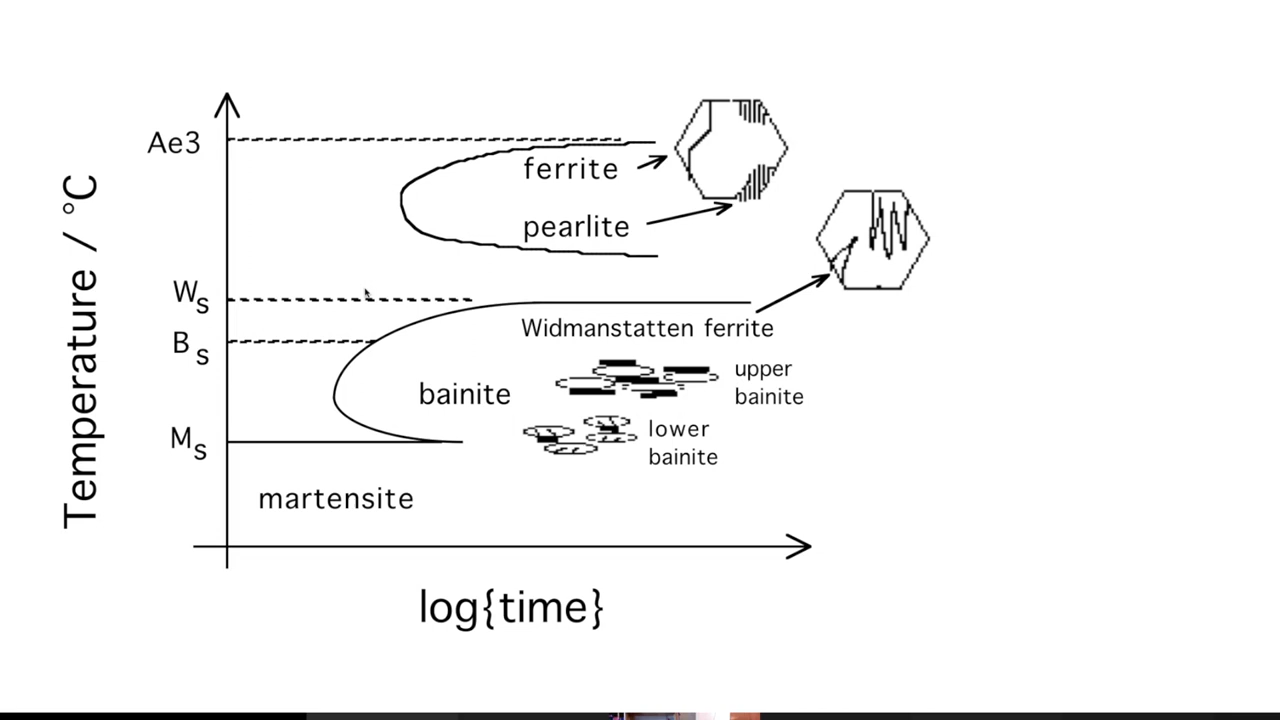 Ae3
ferrite
pearlite
Temperature / °C
Ws
Widmanstatten ferrite
Bs
upper
bainite
bainite
lower
bainite
Ms
martensite
log{time}